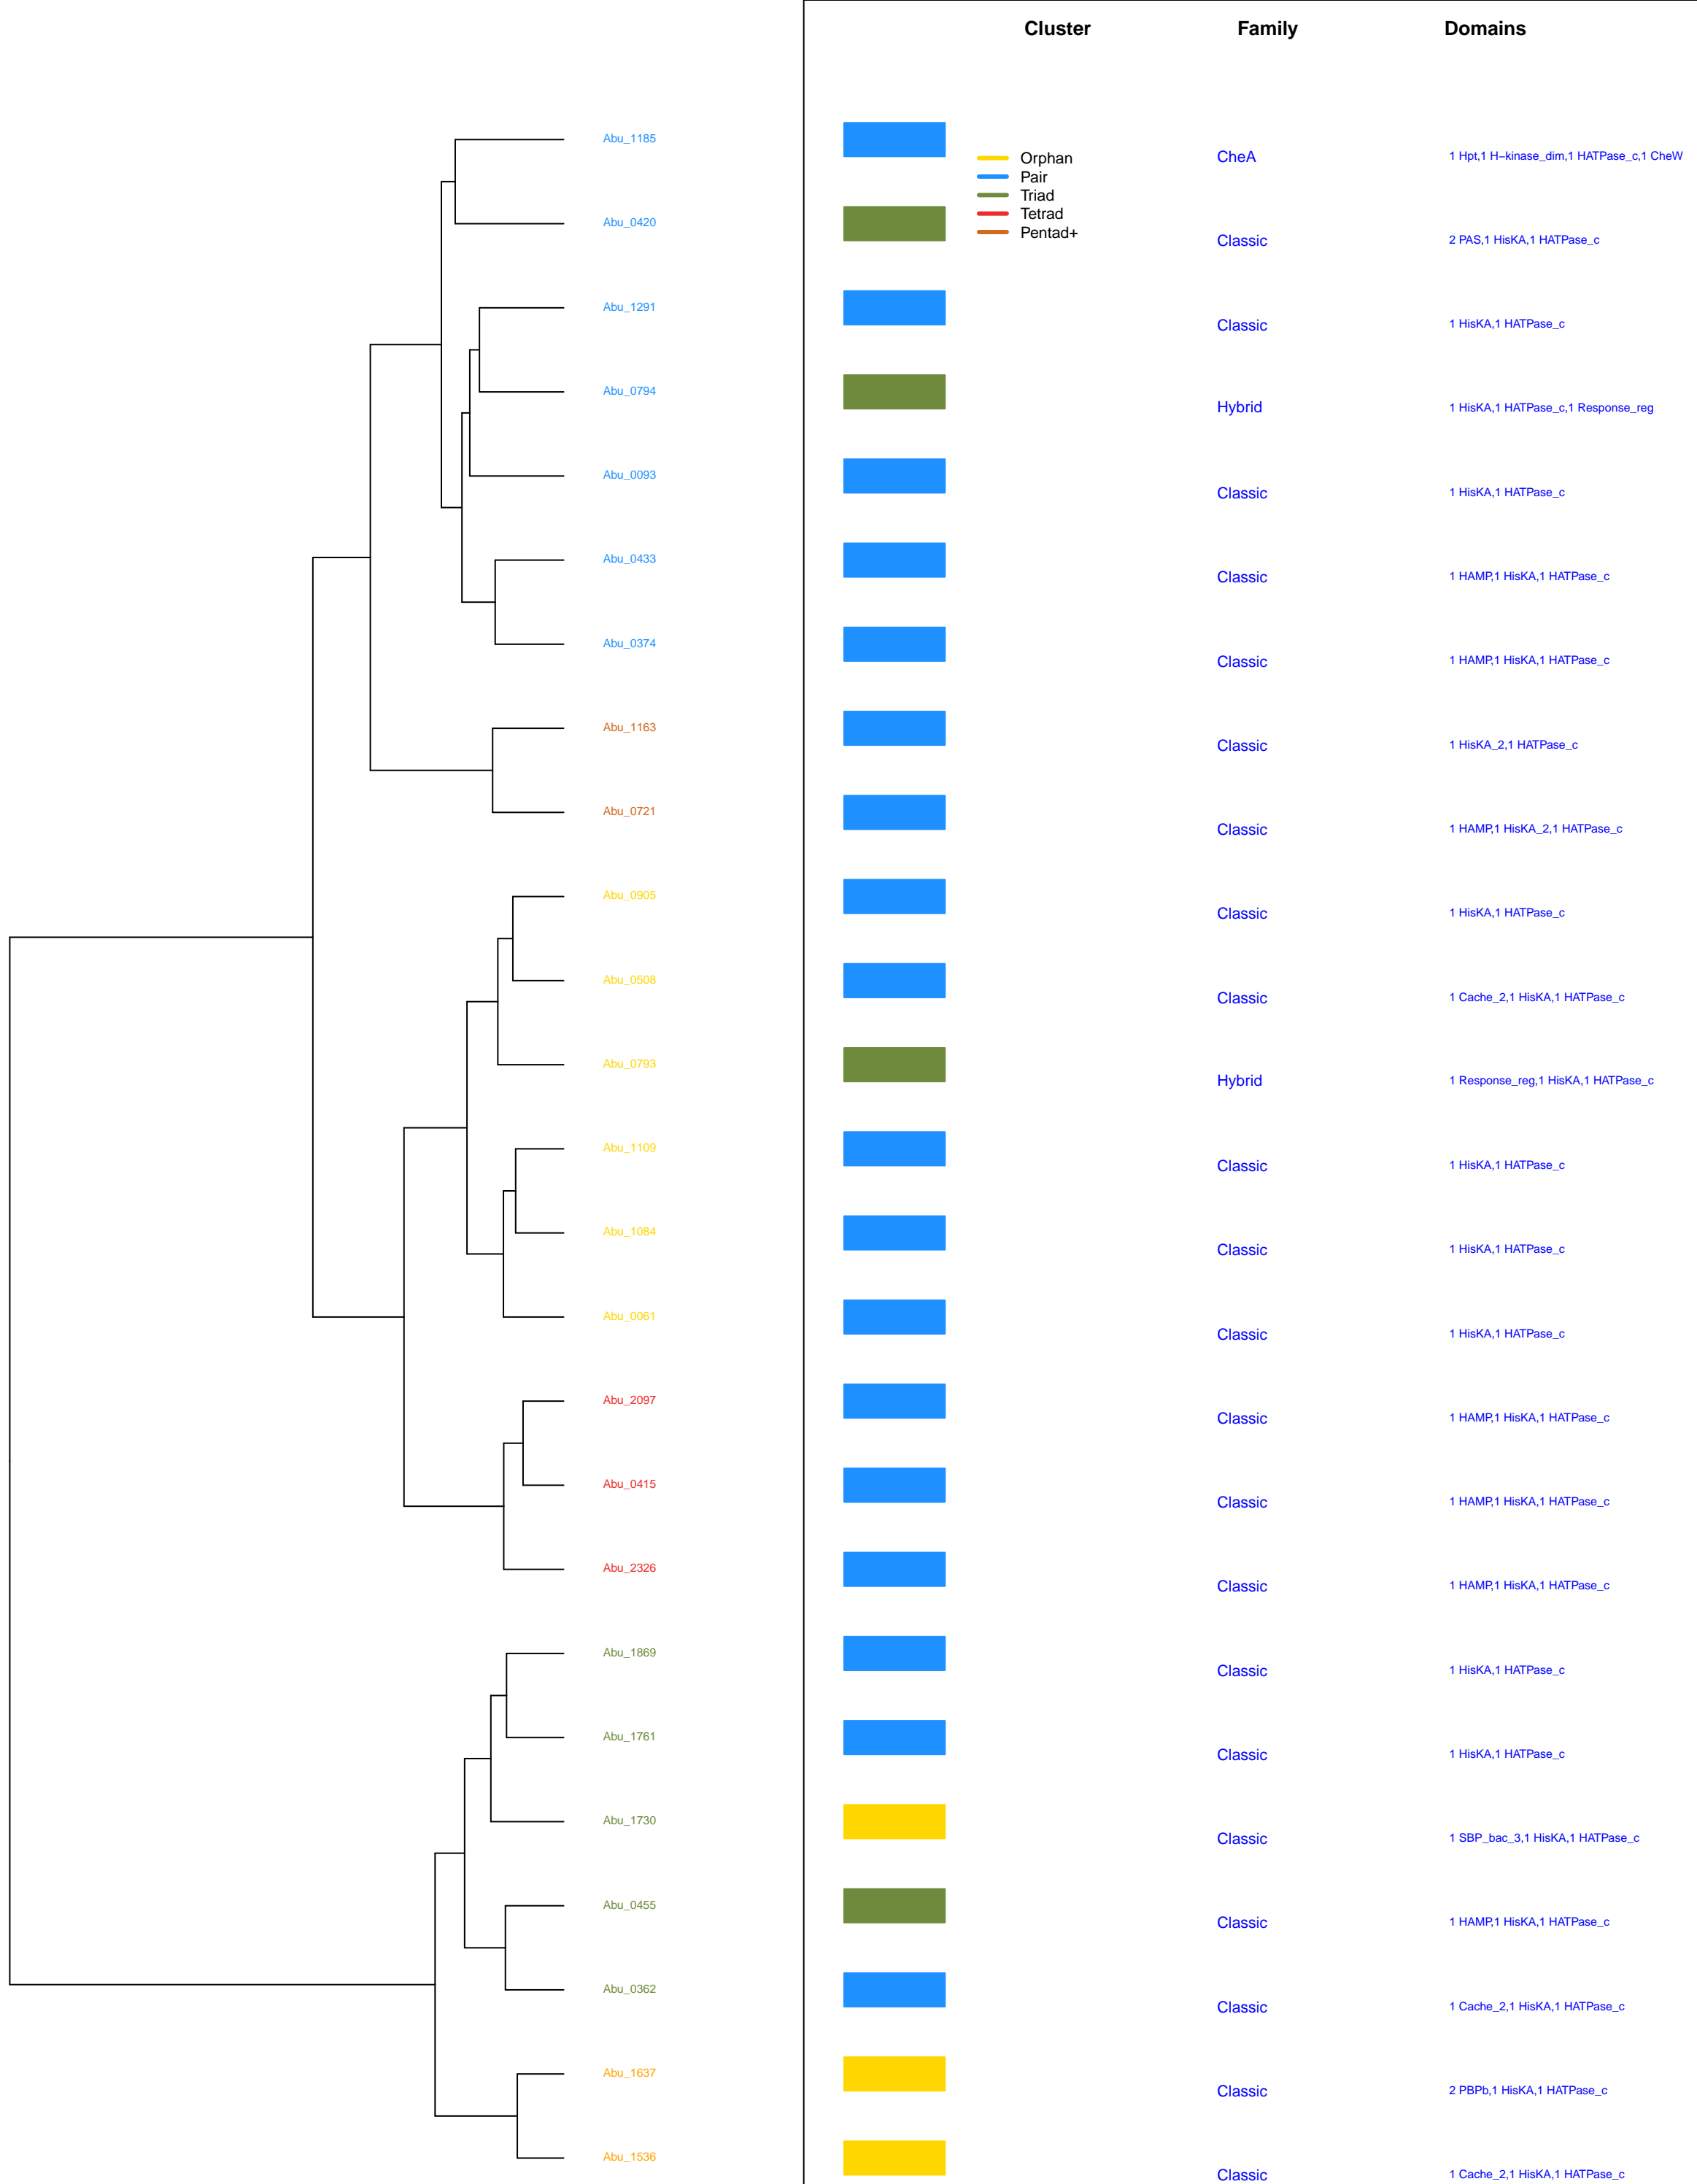 Cluster Family Domains
Abu_1185 CheA 1 Hpt,1 H−kinase_dim,1 HATPase_c,1 CheW
Orphan
Pair
Triad
Tetrad
Pentad+
Abu_0420 Classic 2 PAS,1 HisKA,1 HATPase_c
Abu_1291 Classic 1 HisKA,1 HATPase_c
Abu_0794 Hybrid 1 HisKA,1 HATPase_c,1 Response_reg
Abu_0093 Classic 1 HisKA,1 HATPase_c
Abu_0433 Classic 1 HAMP,1 HisKA,1 HATPase_c
Abu_0374 Classic 1 HAMP,1 HisKA,1 HATPase_c
Abu_1163 Classic 1 HisKA_2,1 HATPase_c
Abu_0721 Classic 1 HAMP,1 HisKA_2,1 HATPase_c
Abu_0905 Classic 1 HisKA,1 HATPase_c
Abu_0508 Classic 1 Cache_2,1 HisKA,1 HATPase_c
Abu_0793 Hybrid 1 Response_reg,1 HisKA,1 HATPase_c
Abu_1109 Classic 1 HisKA,1 HATPase_c
Abu_1084 Classic 1 HisKA,1 HATPase_c
Abu_0061 Classic 1 HisKA,1 HATPase_c
Abu_2097 Classic 1 HAMP,1 HisKA,1 HATPase_c
Abu_0415 Classic 1 HAMP,1 HisKA,1 HATPase_c
Abu_2326 Classic 1 HAMP,1 HisKA,1 HATPase_c
Abu_1869 Classic 1 HisKA,1 HATPase_c
Abu_1761 Classic 1 HisKA,1 HATPase_c
Abu_1730 Classic 1 SBP_bac_3,1 HisKA,1 HATPase_c
Abu_0455 Classic 1 HAMP,1 HisKA,1 HATPase_c
Abu_0362 Classic 1 Cache_2,1 HisKA,1 HATPase_c
Abu_1637 Classic 2 PBPb,1 HisKA,1 HATPase_c
Abu_1536 Classic 1 Cache_2,1 HisKA,1 HATPase_c